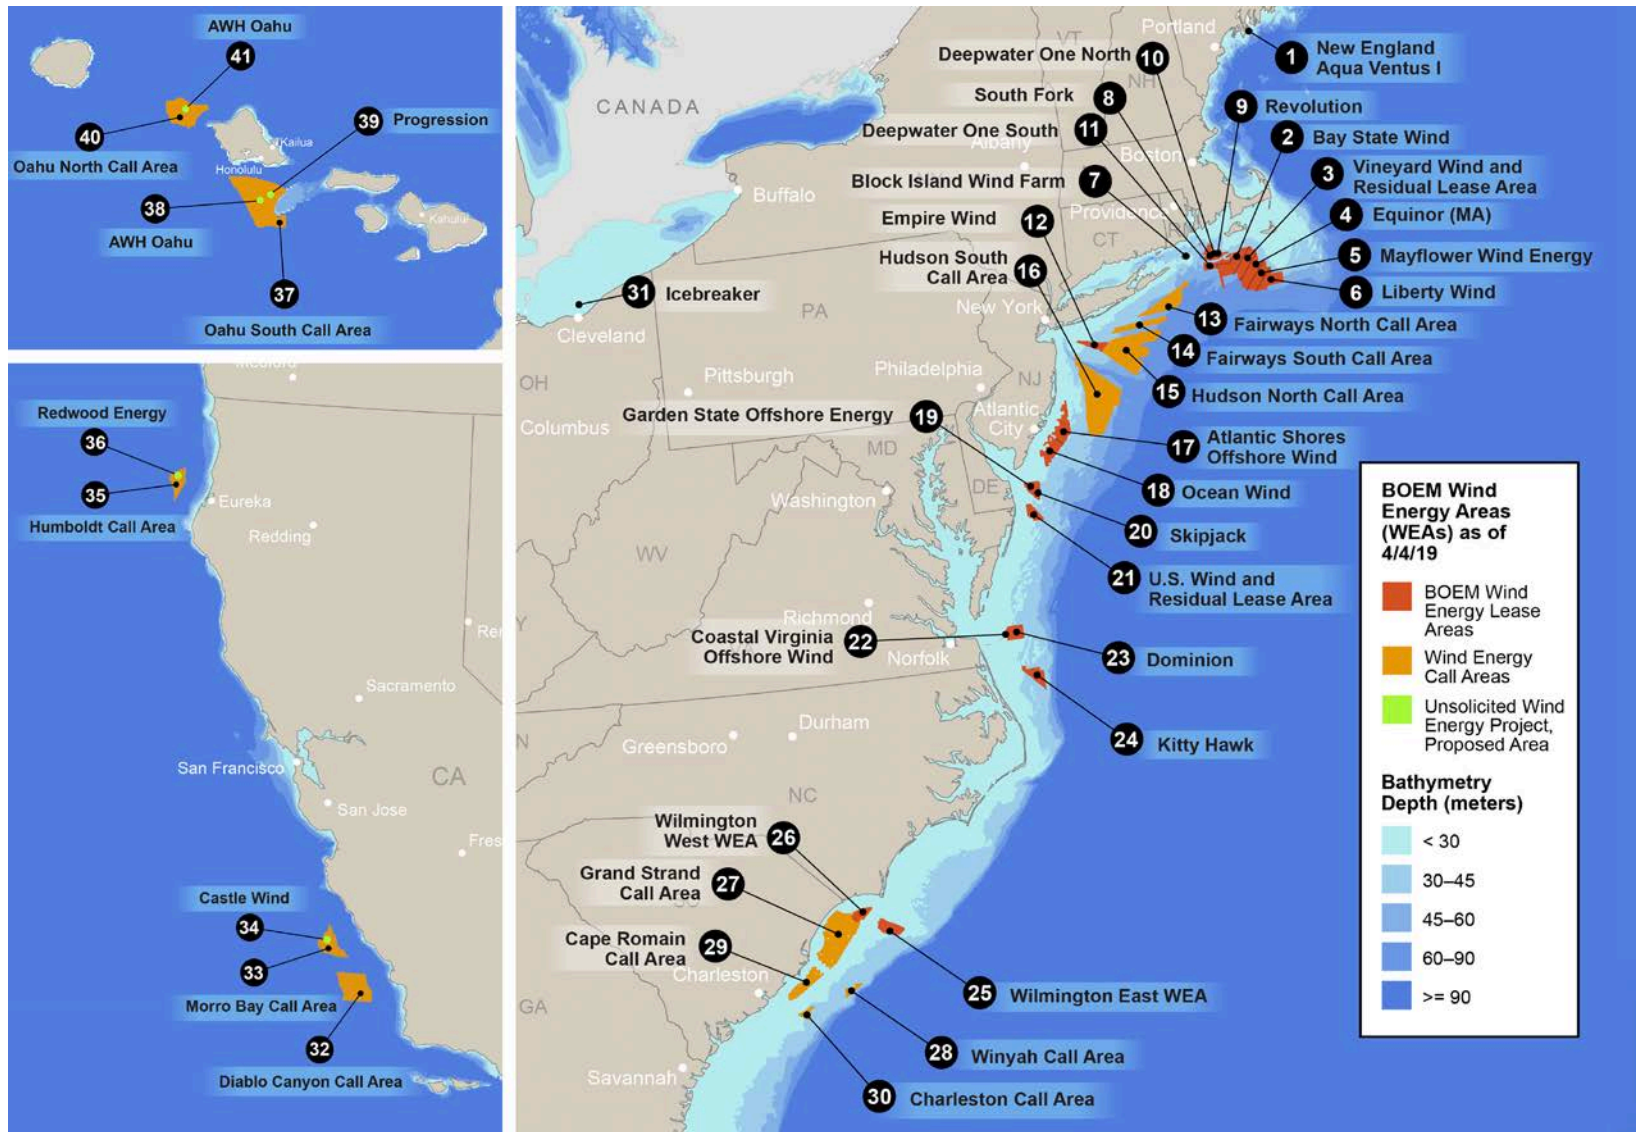 AWH Oahu
41
39
Progression
40
Oahu North Call Area
Kailua
Honolulu
38
AWH Oahu
Kahului
37
Oahu South Call Area
Medford
Redwood Energy
36
35
Humboldt Call Area
Eureka
Redding
Sacramento
San Francisco
CA
San Jose
Castle Wind
34
33
Morro Bay Call Area
32
Diablo Canyon Call Area
Ren
Fres
Portland
VT
NH
CANADA
Deepwater One North
10
1
New England
Aqua Ventus I
South Fork
8
9
Revolution
Deepwater One South
11
2
Bay State Wind
Albany
Boston
Block Island Wind Farm
7
3
Vineyard Wind and
Residual Lease Area
Buffalo
Providence
CT
Empire Wind
12
4
Equinor (MA)
Hudson South
Call Area
16
5
Mayflower Wind Energy
6
Liberty Wind
31
Icebreaker
Cleveland
PA
New York
13
Fairways North Call Area
14
Fairways South Call Area
OH
Pittsburgh
Philadelphia
NJ
15
Hudson North Call Area
Columbus
Garden State Offshore Energy
19
Atlantic
City
MD
17
Atlantic Shores
Offshore Wind
Washington
DE
18
Ocean Wind
20
Skipjack
WV
21
U.S. Wind and
Residual Lease Area
Richmond
Coastal Virginia
Offshore Wind
22
VA
Norfolk
23
Dominion
24
Kitty Hawk
Durham
Greensboro
NC
Wilmington
West WEA
26
Grand Strand
Call Area
27
SC
Cape Romain
Call Area
29
Charleston
25
Wilmington East WEA
GA
28
Winyah Call Area
Savannah
30
Charleston Call Area
BOEM Wind
Energy Areas
(WEAs) as of
4/4/19
BOEM Wind
Energy Lease
Areas
Wind Energy
Call Areas
Unsolicited Wind
Energy Project,
Proposed Area
Bathymetry
Depth (meters)
< 30
30–45
45–60
60–90
>= 90